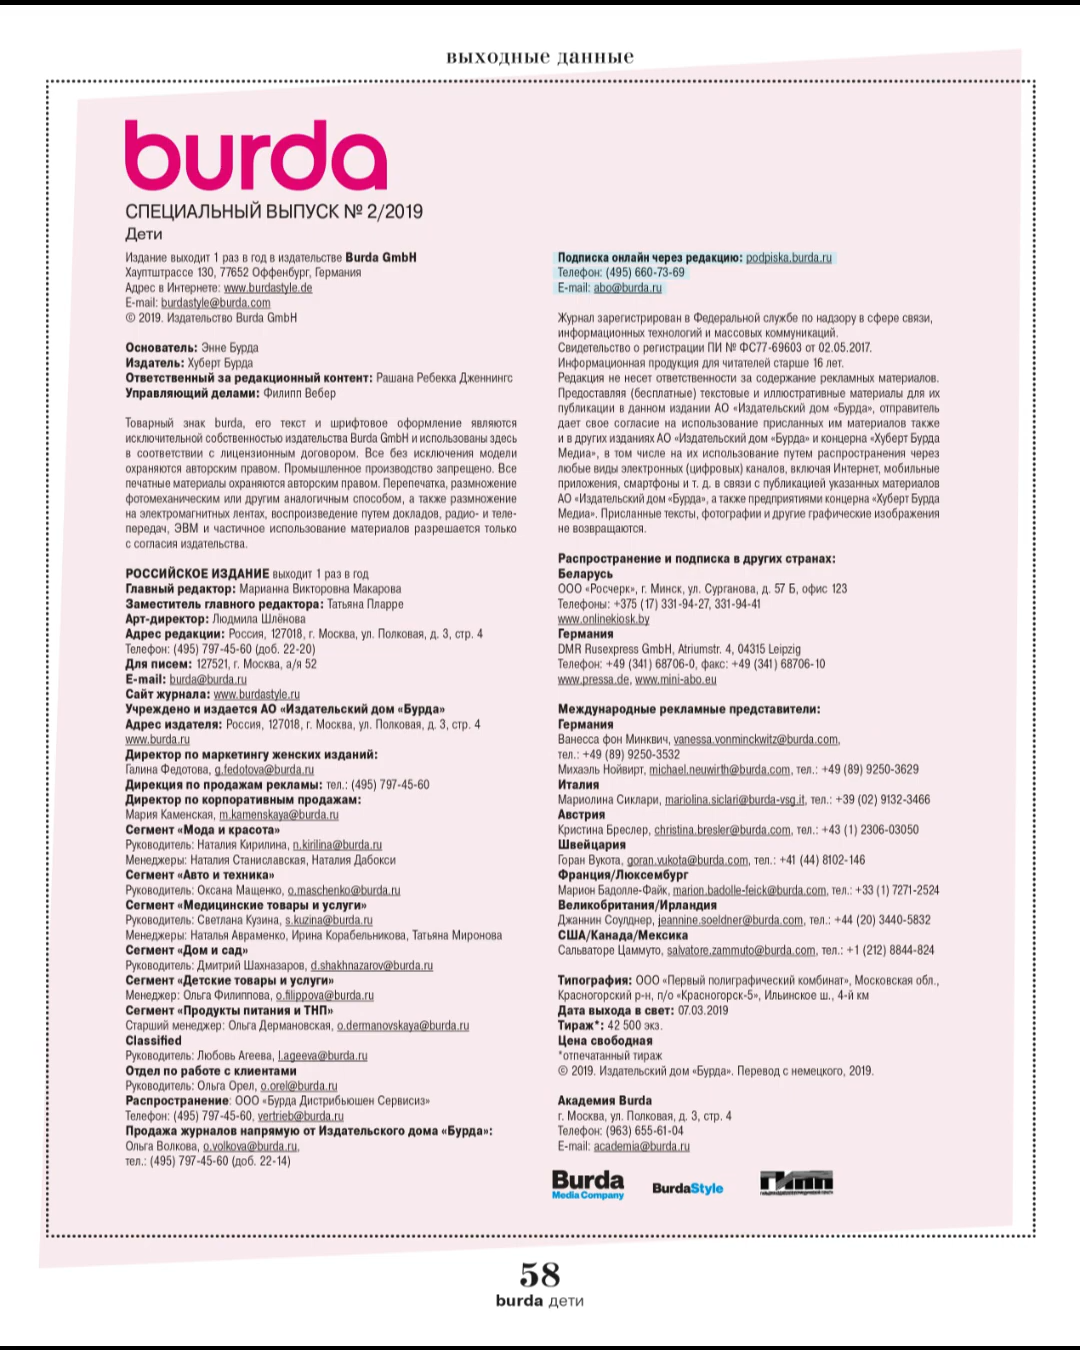 выходные данные
burda
СПЕЦИАЛЬНЫЙ ВЫПУСК № 2/2019
Дети
Издание выходит 1 раз в год в издательстве Burda GmbH
Хауптштрассе 130, 77652 Оффенбург, Германия
Адрес в Интернете: www.burdastyle.de
E-mail: burdastyle@burda.com
© 2019. Издательство Burda GmbH
Основатель: Энне Бурда
Издатель: Хуберт Бурда
Ответственный за редакционный контент: Рашана Ребекка Дженнингс
Управляющий делами: Филипп Вебер
Товарный знак burda, его текст и шрифтовое оформление являются
исключительной собственностью издательства Burda GmbH и использованы здесь
в соответствии с лицензионным договором. Все без исключения модели
охраняются авторским правом. Промышленное производство запрещено. Все
печатные материалы охраняются авторским правом. Перепечатка, размножение
фотомеханическим или другим аналогичным способом, а также размножение
на электромагнитных лентах, воспроизведение путем докладов, радио- и теле-
передач, ЭВМ и частичное использование материалов разрешается только
с согласия издательства.
РОССИЙСКОЕ ИЗДАНИЕ выходит 1 раз в год
Главный редактор: Марианна Викторовна Макарова
Заместитель главного редактора: Татьяна Пларре
Арт-директор: Людмила Шлёнова
Адрес редакции: Россия, 127018, г. Москва, ул. Полковая, д. 3, стр. 4
Телефон: (495) 797-45-60 (доб. 22-20)
Для писем: 127521, г. Москва, а/я 52
E-mail: burda@burda.ru
Сайт журнала: www.burdastyle.ru
Учреждено и издается АО «Издательский дом «Бурда»
Адрес издателя: Россия, 127018, г. Москва, ул. Полковая, д. 3, стр. 4
www.burda.ru
Директор по маркетингу женских изданий:
Галина Федотова, g.fedotova@burda.ru
Дирекция по продажам рекламы: тел.: (495) 797-45-60
Директор по корпоративным продажам:
Мария Каменская, m.kamenskaya@burda.ru
Сегмент «Мода и красота»
Руководитель: Наталия Кирилина, n.kirilina@burda.ru
Менеджеры: Наталия Станиславская, Наталия Дабокси
Сегмент «Авто и техника»
Руководитель: Оксана Мащенко, o.maschenko@burda.ru
Сегмент «Медицинские товары и услуги»
Руководитель: Светлана Кузина, s.kuzina@burda.ru
Менеджеры: Наталья Авраменко, Ирина Корабельникова, Татьяна Миронова
Сегмент «Дом и сад»
Руководитель: Дмитрий Шахназаров, d.shakhnazarov@burda.ru
Сегмент «Детские товары и услуги»
Менеджер: Ольга Филиппова, o.filippova@burda.ru
Сегмент «Продукты питания и ТНП»
Старший менеджер: Ольга Дермановская, o.dermanovskaya@burda.ru
Classified
Руководитель: Любовь Агеева, l.ageeva@burda.ru
Отдел по работе с клиентами
Руководитель: Ольга Орел, o.orel@burda.ru
Распространение: ООО «Бурда Дистрибьюшен Сервисиз»
Телефон: (495) 797-45-60, vertrieb@burda.ru
Продажа журналов напрямую от Издательского дома «Бурда»:
Ольга Волкова, o.volkova@burda.ru,
тел.: (495) 797-45-60 (доб. 22-14)
Подписка онлайн через редакцию: podpiska.burda.ru
Телефон: (495) 660-73-69
E-mail: abo@burda.ru
Журнал зарегистрирован в Федеральной службе по надзору в сфере связи,
информационных технологий и массовых коммуникаций.
Свидетельство о регистрации ПИ № ФС77-69603 от 02.05.2017.
Информационная продукция для читателей старше 16 лет.
Редакция не несет ответственности за содержание рекламных материалов.
Предоставляя (бесплатные) текстовые и иллюстративные материалы для их
публикации в данном издании АО «Издательский дом «Бурда», отправитель
дает свое согласие на использование присланных им материалов также
и в других изданиях АО «Издательский дом «Бурда» и концерна «Хуберт Бурда
Медиа», в том числе на их использование путем распространения через
любые виды электронных (цифровых) каналов, включая Интернет, мобильные
приложения, смартфоны и т. д. в связи с публикацией указанных материалов
АО «Издательский дом «Бурда», а также предприятиями концерна «Хуберт Бурда
Медиа». Присланные тексты, фотографии и другие графические изображения
не возвращаются.
Распространение и подписка в других странах:
Беларусь
ООО «Росчерк», г. Минск, ул. Сурганова, д. 57 Б, офис 123
Телефоны: +375 (17) 331-94-27, 331-94-41
www.onlinekiosk.by
Германия
DMR Rusexpress GmbH, Atriumstr. 4, 04315 Leipzig
Телефон: +49 (341) 68706-0, факс: +49 (341) 68706-10
www.pressa.de, www.mini-abo.eu
Международные рекламные представители:
Германия
Ванесса фон Минквич, vanessa.vonminckwitz@burda.com,
тел.: +49 (89) 9250-3532
Михаэль Нойвирт, michael.neuwirth@burda.com, тел.: +49 (89) 9250-3629
Италия
Мариолина Сиклари, mariolina.siclari@burda-vsg.it, тел.: +39 (02) 9132-3466
Австрия
Кристина Бреслер, christina.bresler@burda.com, тел.: +43 (1) 2306-03050
Швейцария
Горан Вукота, goran.vukota@burda.com, тел.: +41 (44) 8102-146
Франция/Люксембург
Марион Бадолле-Файк, marion.badolle-feick@burda.com, тел.: +33 (1) 7271-2524
Великобритания/Ирландия
Джаннин Соулднер, jeannine.soeldner@burda.com, тел.: +44 (20) 3440-5832
США/Канада/Мексика
Сальваторе Цаммуто, salvatore.zammuto@burda.com, тел.: +1 (212) 8844-824
Типография: ООО «Первый полиграфический комбинат», Московская обл.,
Красногорский р-н, п/о «Красногорск-5», Ильинское ш., 4-й км
Дата выхода в свет: 07.03.2019
Тираж*: 42 500 экз.
Цена свободная
*отпечатанный тираж
© 2019. Издательский дом «Бурда». Перевод с немецкого, 2019.
Академия Burda
г. Москва, ул. Полковая, д. 3, стр. 4
Телефон: (963) 655-61-04
E-mail: academia@burda.ru
Burda
Media Company
BurdaStyle
ГИПП
58
burda дети